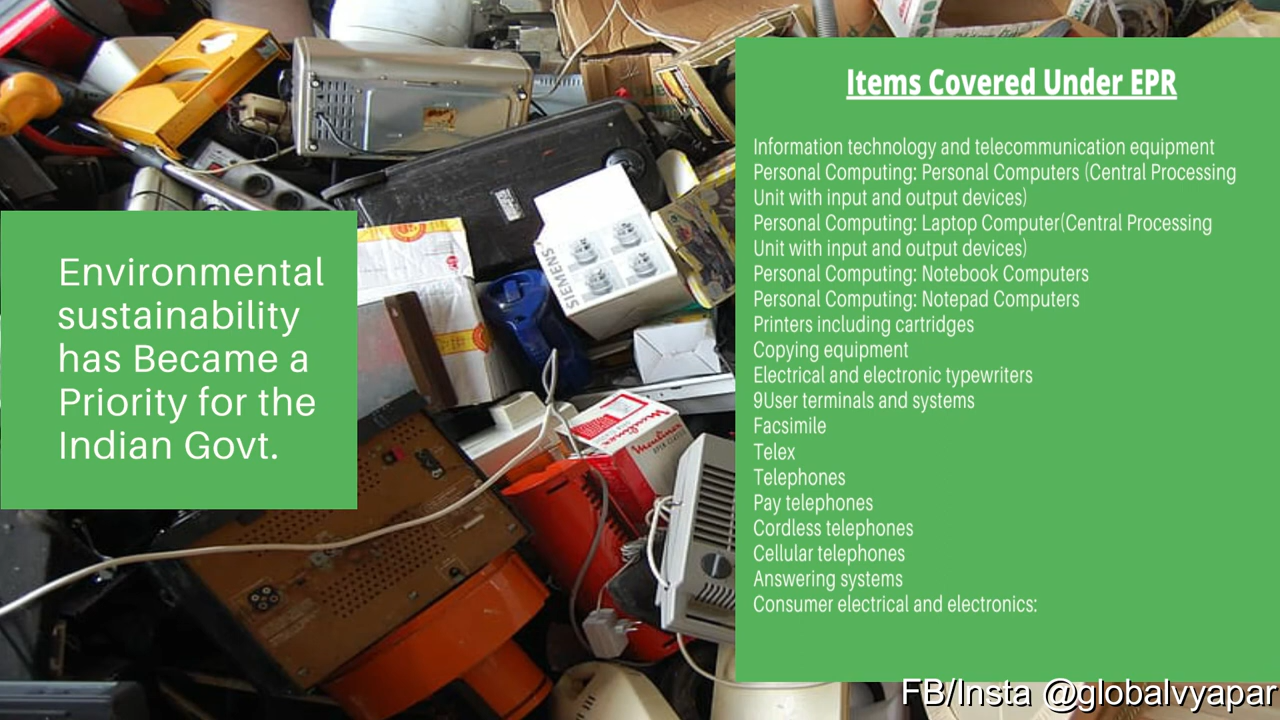 Environmental
sustainability
has Became a
Priority for the
Indian Govt.
Items Covered Under EPR
Information technology and telecommunication equipment
Personal Computing: Personal Computers (Central Processing
Unit with input and output devices)
Personal Computing: Laptop Computer(Central Processing
Unit with input and output devices)
Personal Computing: Notebook Computers
Personal Computing: Notepad Computers
Printers including cartridges
Copying equipment
Electrical and electronic typewriters
9User terminals and systems
Facsimile
Telex
Telephones
Pay telephones
Cordless telephones
Cellular telephones
Answering systems
Consumer electrical and electronics:
SIEMENS
Moulinex
FB/Insta @globalvyapar